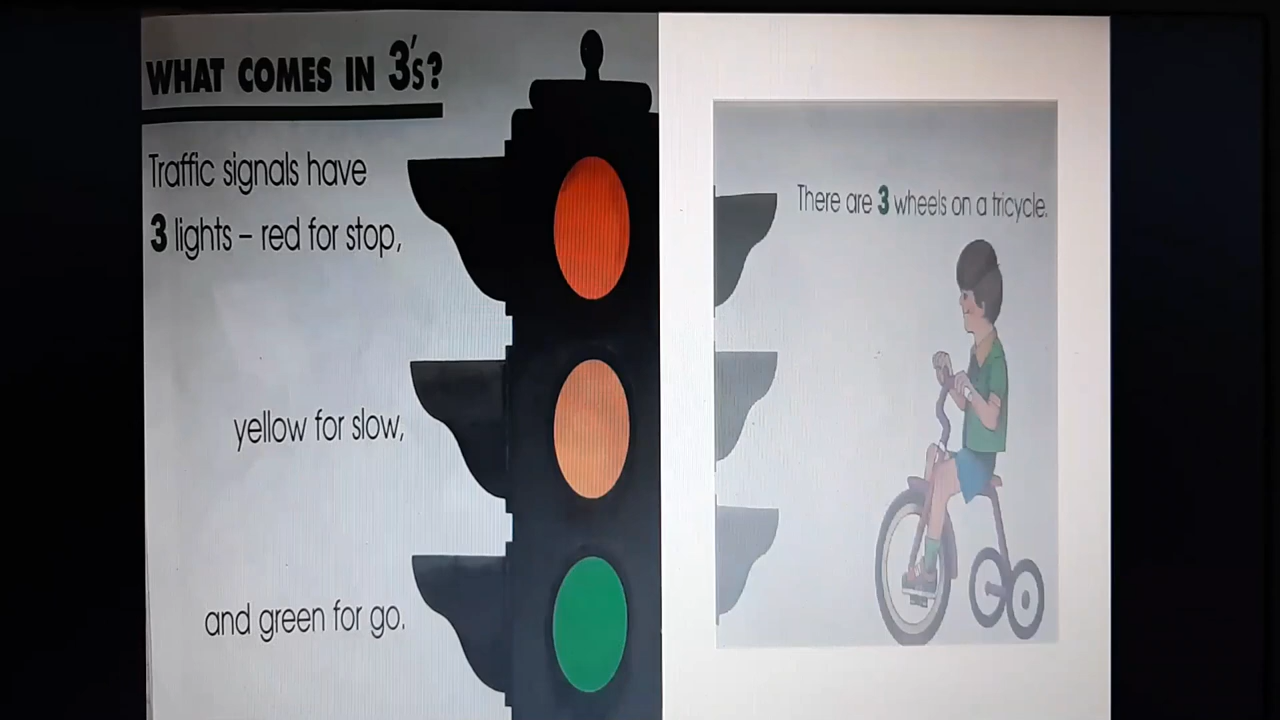 WHAT COMES IN 3's?
Traffic signals have
3 lights – red for stop,
yellow for slow,
and green for go.
There are 3 wheels on a tricycle.